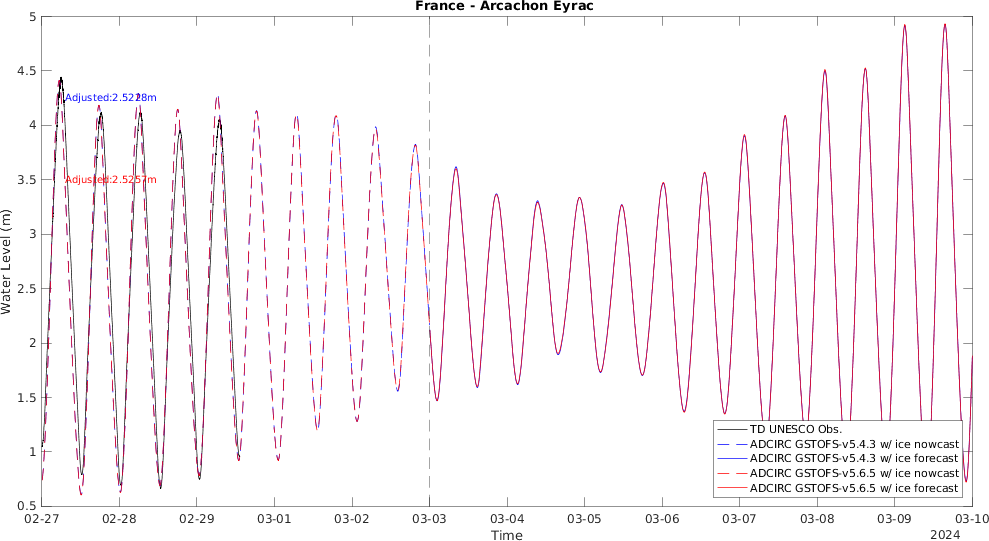 France - Arcachon Eyrac
Water Level (m)
5
4.5
4
3.5
3
2.5
2
1.5
1
0.5
Adjusted:2.5228m
Adjusted:2.5257m
TD UNESCO Obs.
ADCIRC GSTOFS-v5.4.3 w/ ice nowcast
ADCIRC GSTOFS-v5.4.3 w/ ice forecast
ADCIRC GSTOFS-v5.6.5 w/ ice nowcast
ADCIRC GSTOFS-v5.6.5 w/ ice forecast
02-27 02-28 02-29 03-01 03-02 03-03 03-04 03-05 03-06 03-07 03-08 03-09 03-10
Time
2024